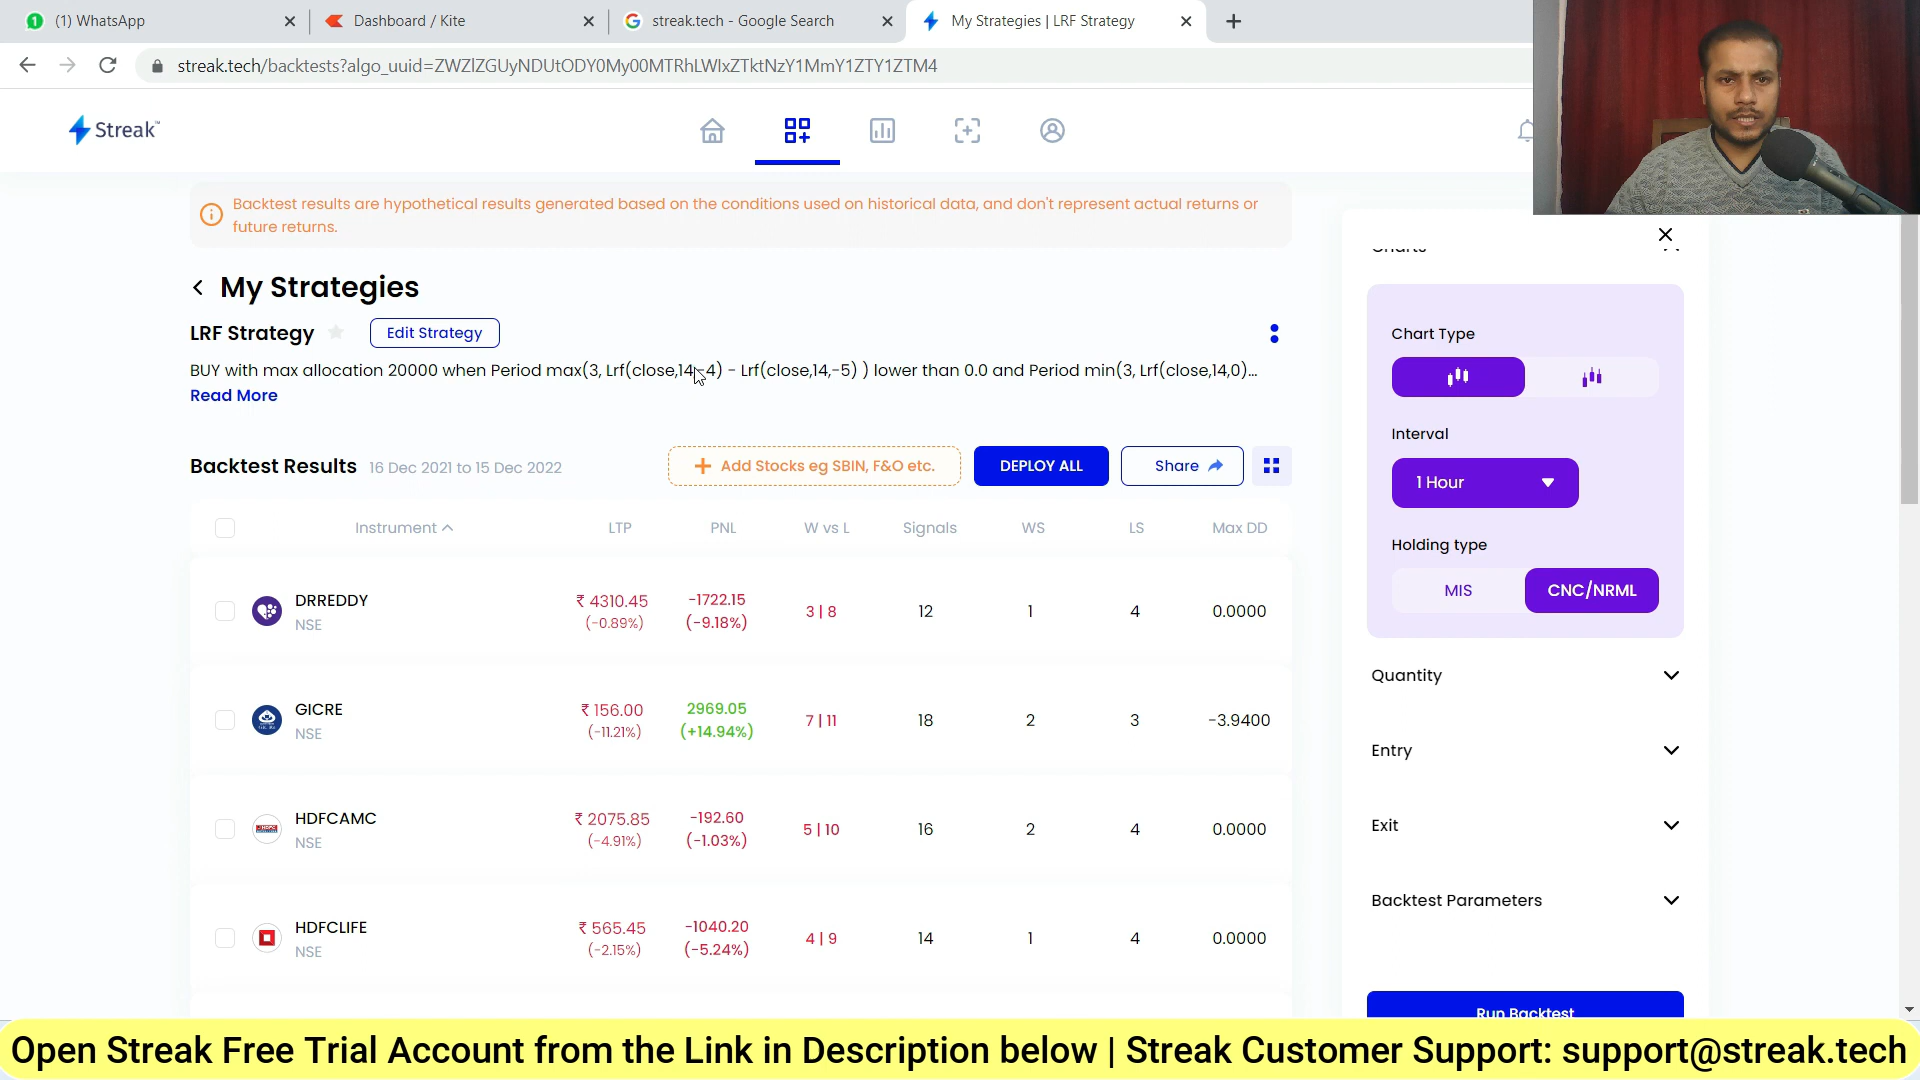 (1) WhatsApp
Dashboard / Kite
streak.tech - Google Search
My Strategies | LRF Strategy
streak.tech/backtests?algo_uuid=ZWZlZGUyNDUtODY0My00MTRhLWIxZTktNzY1MmY1ZTY1ZTM4
Streak™
Backtest results are hypothetical results generated based on the conditions used on historical data, and don't represent actual returns or
future returns.
My Strategies
LRF Strategy
Edit Strategy
BUY with max allocation 20000 when Period max(3, Lrf(close,14,-4) - Lrf(close,14,-5) ) lower than 0.0 and Period min(3, Lrf(close,14,0)...
Read More
Backtest Results 16 Dec 2021 to 15 Dec 2022
Add Stocks eg SBIN, F&O etc.
DEPLOY ALL
Share
Instrument LTP PNL W vs L Signals WS LS Max DD
DRREDDY
NSE
₹ 4310.45
(-0.89%)
-1722.15
(-9.18%)
3 | 8
12
1
4
0.0000
GICRE
NSE
₹ 156.00
(-11.21%)
2969.05
(+14.94%)
7 | 11
18
2
3
-3.9400
HDFCAMC
NSE
₹ 2075.85
(-4.91%)
-192.60
(-1.03%)
5 | 10
16
2
4
0.0000
HDFCLIFE
NSE
₹ 565.45
(-2.15%)
-1040.20
(-5.24%)
4 | 9
14
1
4
0.0000
Charts
Chart Type
Interval
1 Hour
Holding type
MIS
CNC/NRML
Quantity
Entry
Exit
Backtest Parameters
Run Backtest
Open Streak Free Trial Account from the Link in Description below | Streak Customer Support: support@streak.tech